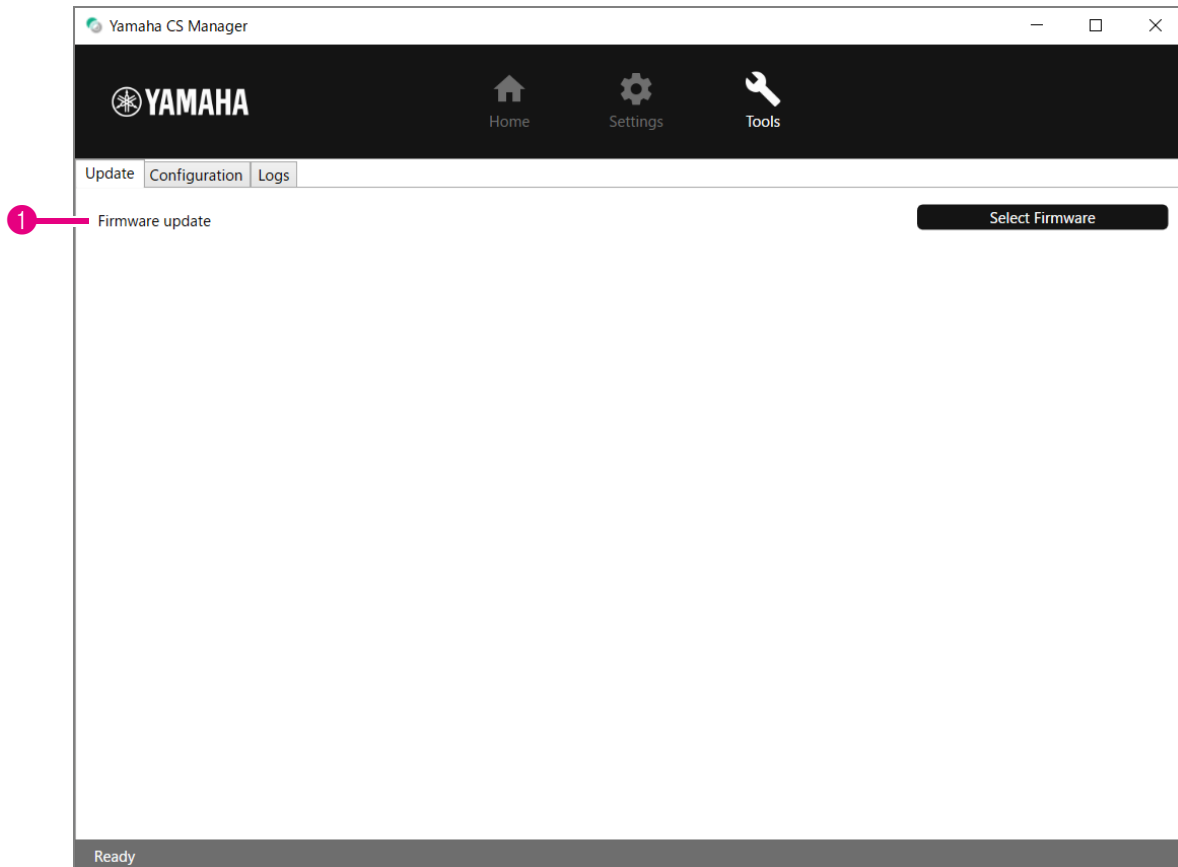 Yamaha CS Manager
YAMAHA
Home Settings Tools
Update Configuration Logs
1 Firmware update Select Firmware
Ready